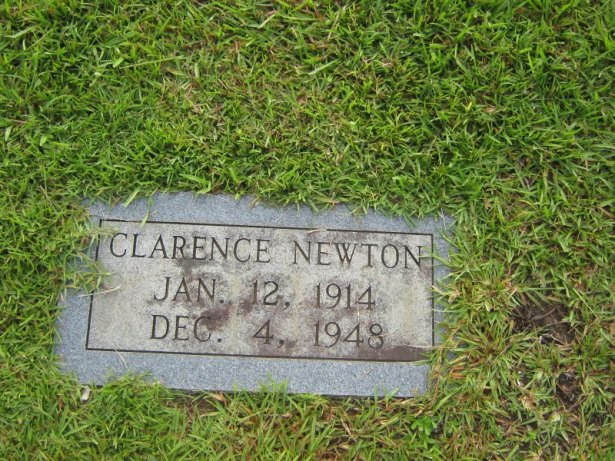 CLARENCE NEWTON
JAN. 12, 1914
DEC. 4, 1948